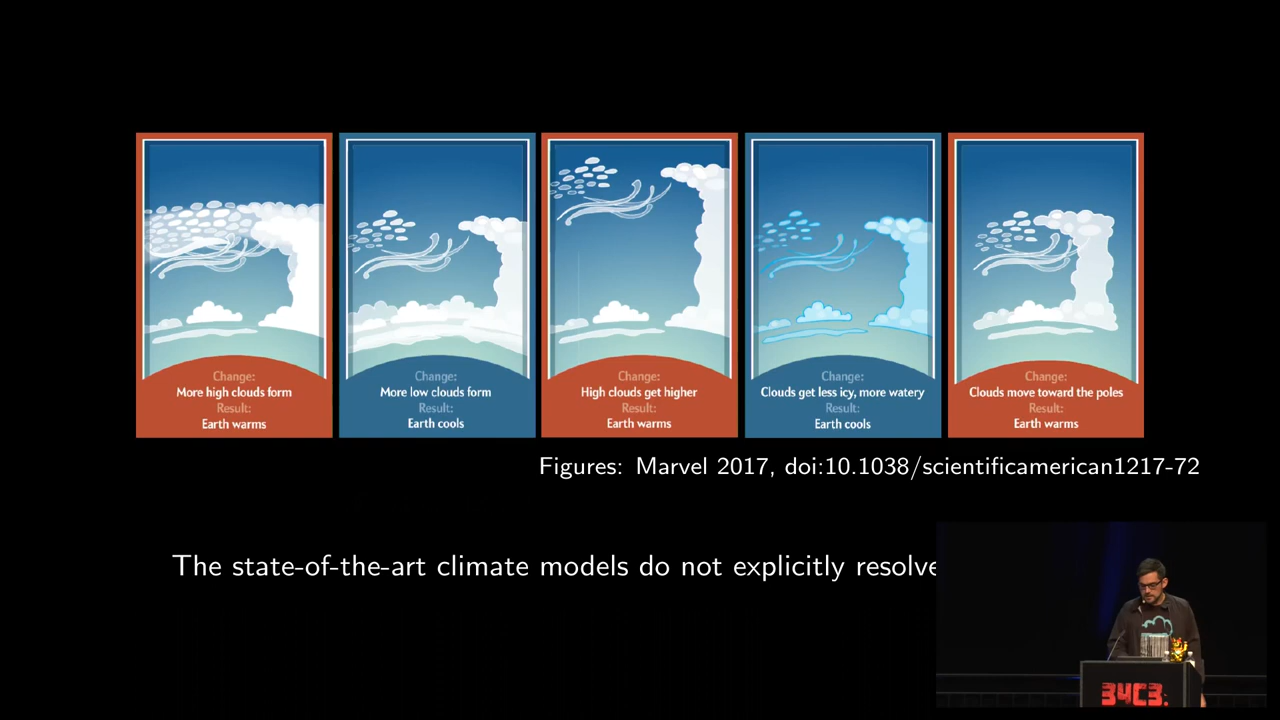 Change:
More high clouds form
Result:
Earth warms
Change:
More low clouds form
Result:
Earth cools
Change:
High clouds get higher
Result:
Earth warms
Change:
Clouds get less icy, more watery
Result:
Earth cools
Change:
Clouds move toward the poles
Result:
Earth warms
Figures: Marvel 2017, doi:10.1038/scientificamerican1217-72
The state-of-the-art climate models do not explicitly resolve
34C3.